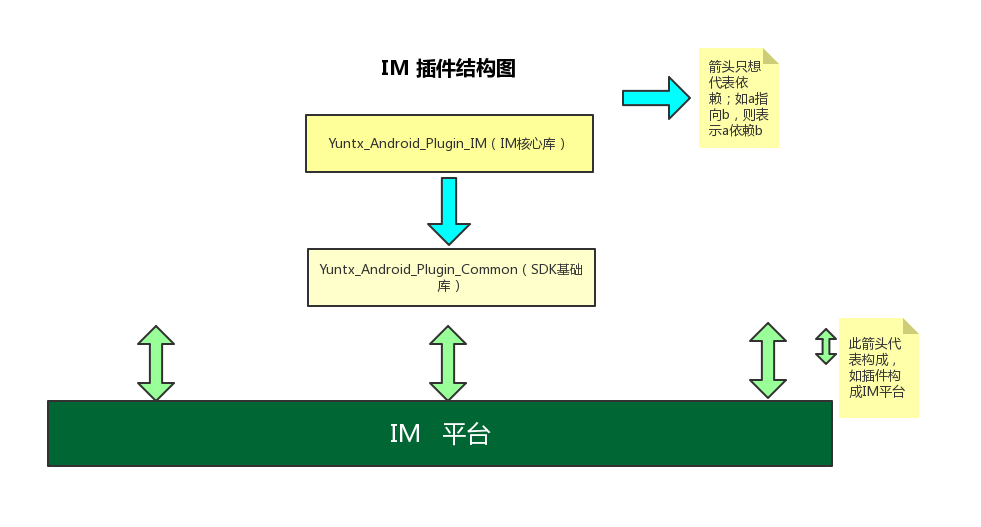 IM 插件结构图
箭头只想
代表依
赖；如a指
向b，则表
示a依赖b
Yuntx_Android_Plugin_IM（IM核心库）
Yuntx_Android_Plugin_Common（SDK基础
库）
此箭头代
表构成，
如插件构
成IM平台
IM 平台